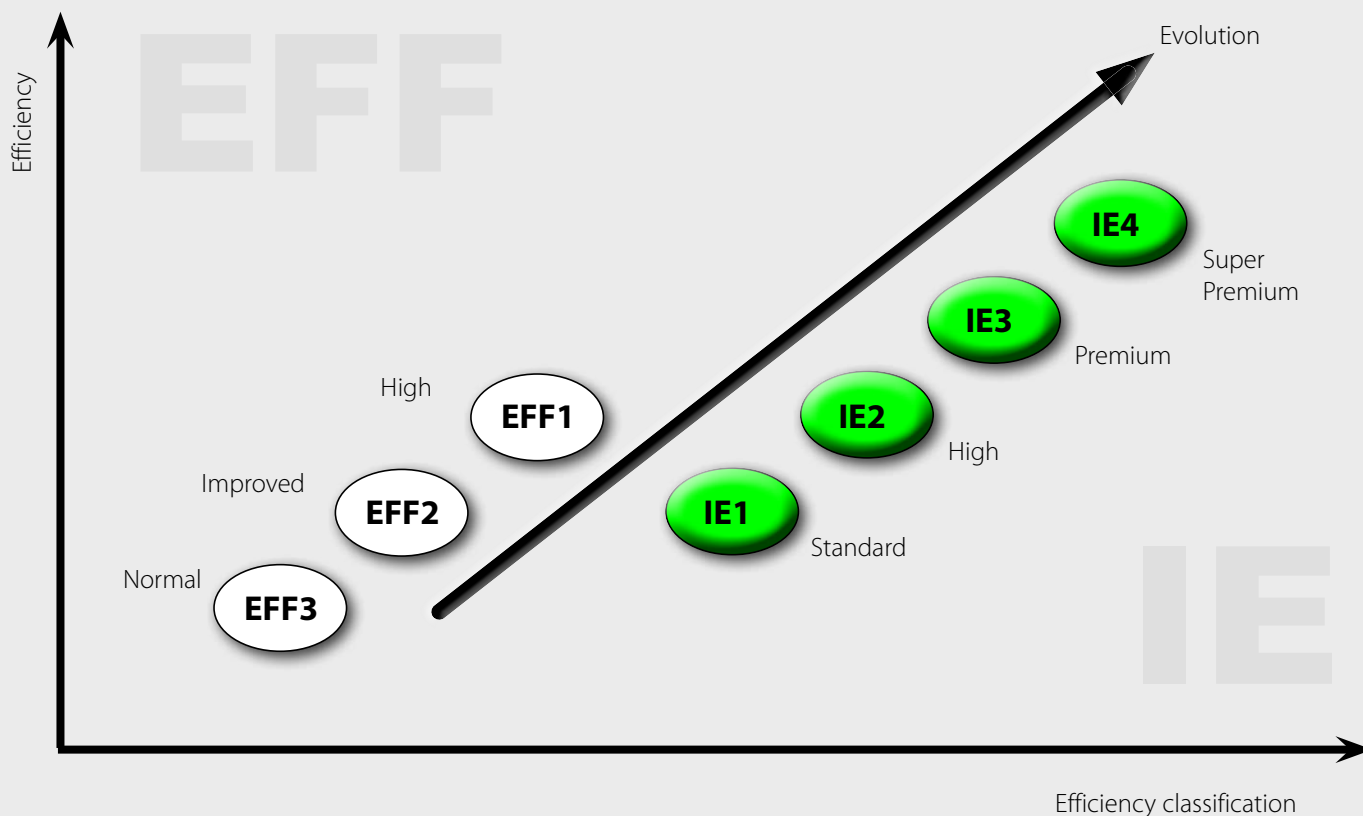 EFF
Evolution
Efficiency
IE4
Super
Premium
IE3
Premium
High
EFF1
IE2
High
Improved
EFF2
IE1
Standard
Normal
EFF3
IE
Efficiency classification